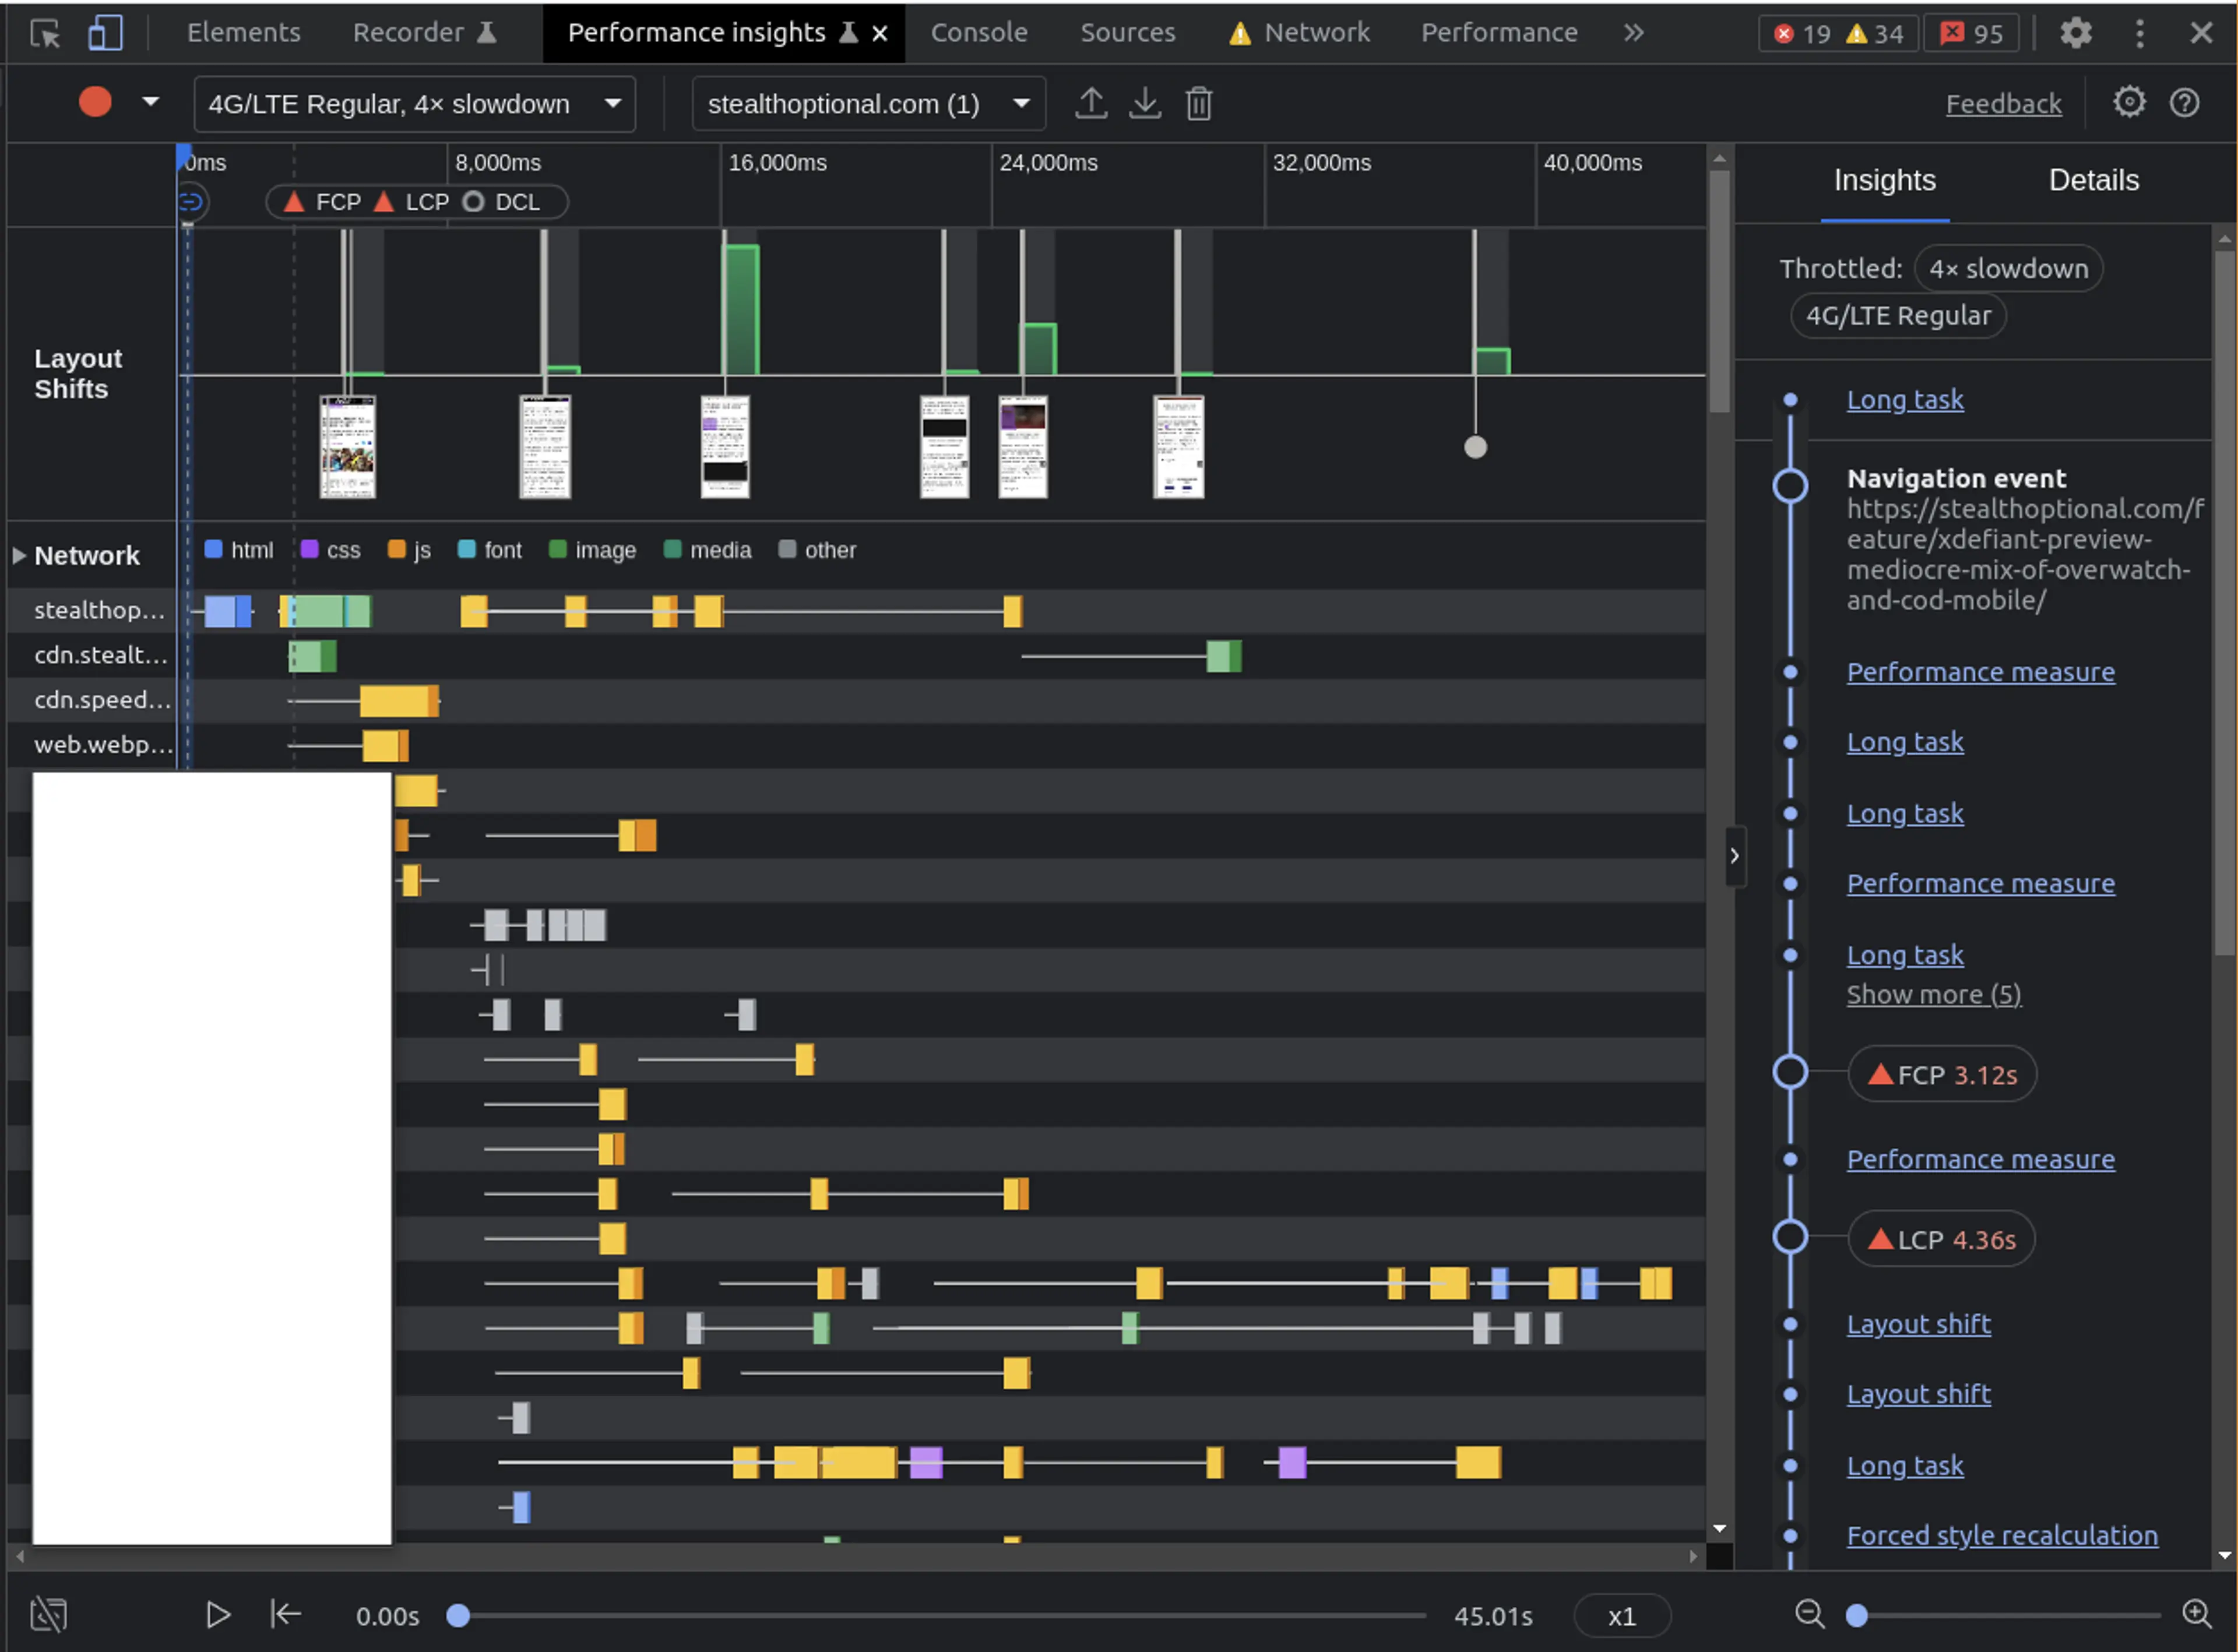 Elements Recorder Performance insights Console Sources Network Performance 19 34 95
4G/LTE Regular, 4× slowdown stealthoptional.com (1) Feedback
0ms 8,000ms 16,000ms 24,000ms 32,000ms 40,000ms
FCP LCP DCL
Layout
Shifts
Network html css js font image media other
stealthop...
cdn.stealt...
cdn.speed...
web.webp...
0.00s 45.01s x1
Insights Details
Throttled: 4× slowdown
4G/LTE Regular
Long task
Navigation event
https://stealthoptional.com/f
eature/xdefiant-preview-
mediocre-mix-of-overwatch-
and-cod-mobile/
Performance measure
Long task
Long task
Performance measure
Long task
Show more (5)
FCP 3.12s
Performance measure
LCP 4.36s
Layout shift
Layout shift
Long task
Forced style recalculation